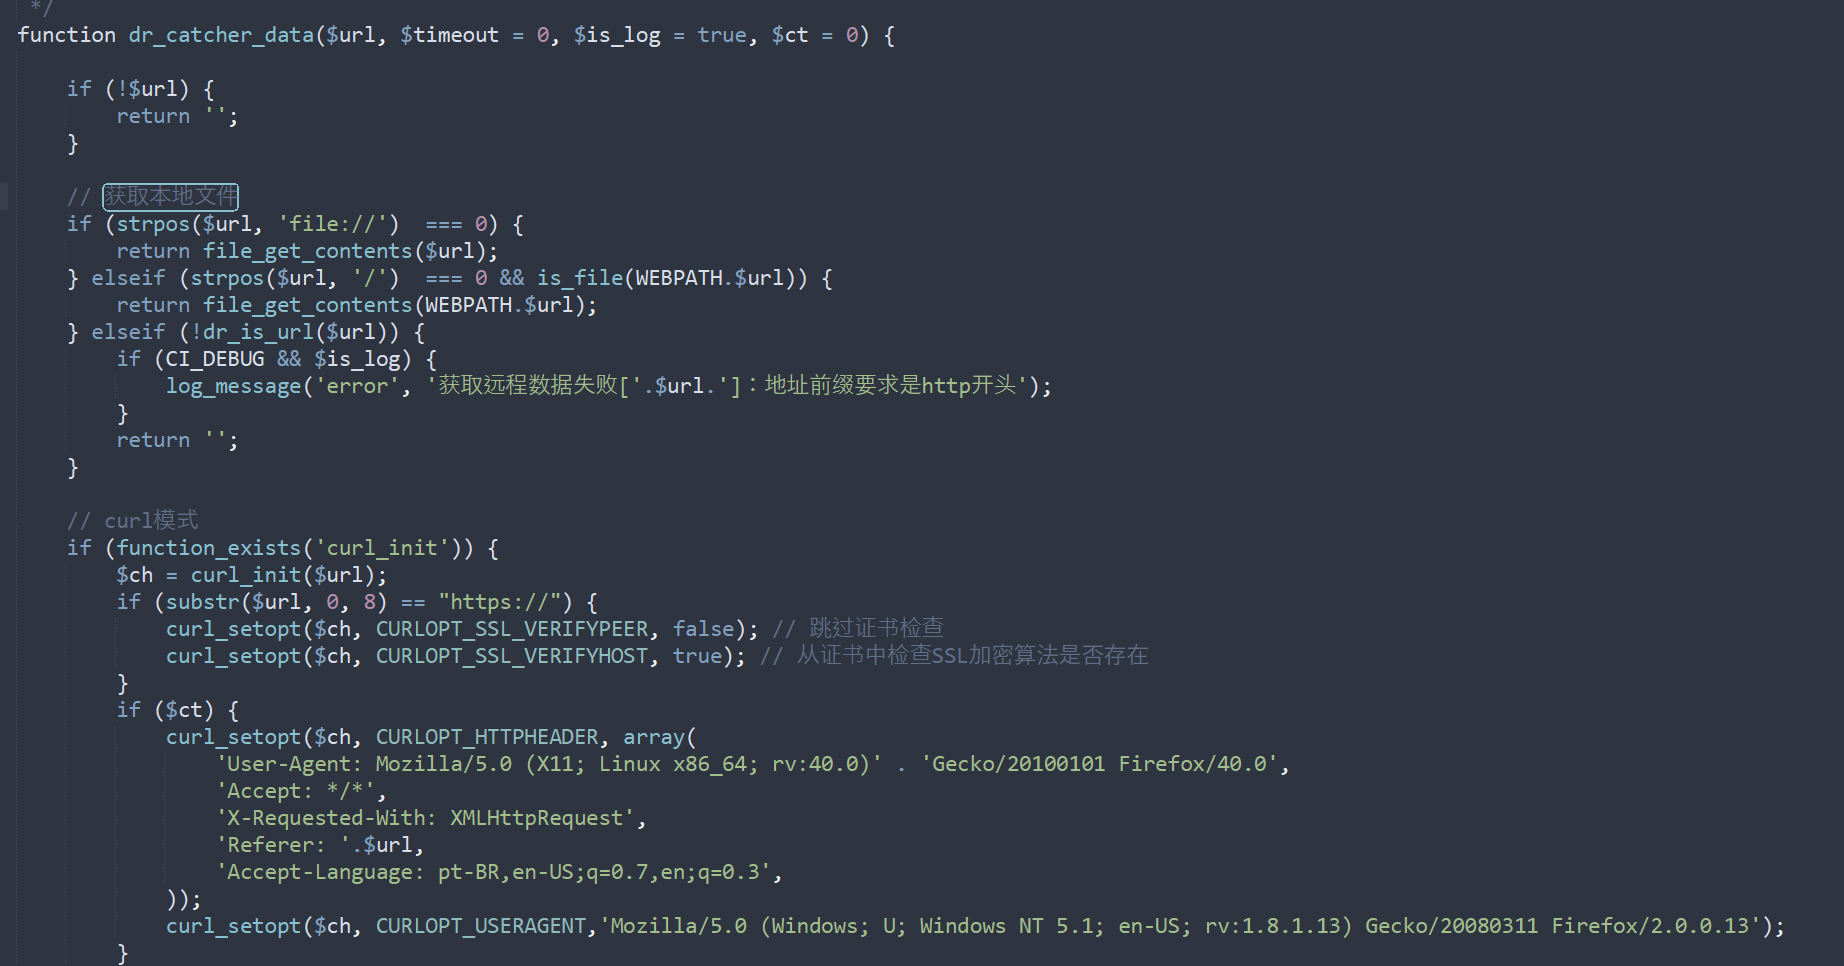 */
function dr_catcher_data($url, $timeout = 0, $is_log = true, $ct = 0) {
if (!$url) {
return '';
}
// 获取本地文件
if (strpos($url, 'file://')  === 0) {
return file_get_contents($url);
} elseif (strpos($url, '/')  === 0 && is_file(WEBPATH.$url)) {
return file_get_contents(WEBPATH.$url);
} elseif (!dr_is_url($url)) {
if (CI_DEBUG && $is_log) {
log_message('error', '获取远程数据失败['.$url.']：地址前缀要求是http开头');
}
return '';
}
// curl模式
if (function_exists('curl_init')) {
$ch = curl_init($url);
if (substr($url, 0, 8) == "https://") {
curl_setopt($ch, CURLOPT_SSL_VERIFYPEER, false); // 跳过证书检查
curl_setopt($ch, CURLOPT_SSL_VERIFYHOST, true); // 从证书中检查SSL加密算法是否存在
}
if ($ct) {
curl_setopt($ch, CURLOPT_HTTPHEADER, array(
'User-Agent: Mozilla/5.0 (X11; Linux x86_64; rv:40.0)' . 'Gecko/20100101 Firefox/40.0',
'Accept: */*',
'X-Requested-With: XMLHttpRequest',
'Referer: '.$url,
'Accept-Language: pt-BR,en-US;q=0.7,en;q=0.3',
));
curl_setopt($ch, CURLOPT_USERAGENT,'Mozilla/5.0 (Windows; U; Windows NT 5.1; en-US; rv:1.8.1.13) Gecko/20080311 Firefox/2.0.0.13');
}